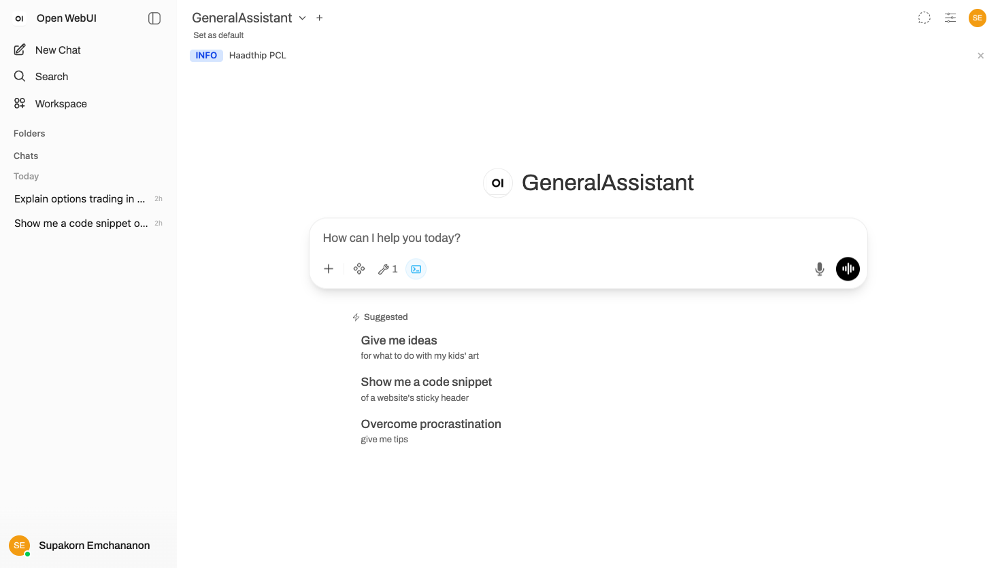 OI Open WebUI
New Chat
Search
Workspace
Folders
Chats
Today
Explain options trading in ... 2h
Show me a code snippet o... 2h
SE Supakorn Emchananon
GeneralAssistant
Set as default
SE
INFO Haadthip PCL
OI GeneralAssistant
How can I help you today?
1
Suggested
Give me ideas
for what to do with my kids' art
Show me a code snippet
of a website's sticky header
Overcome procrastination
give me tips